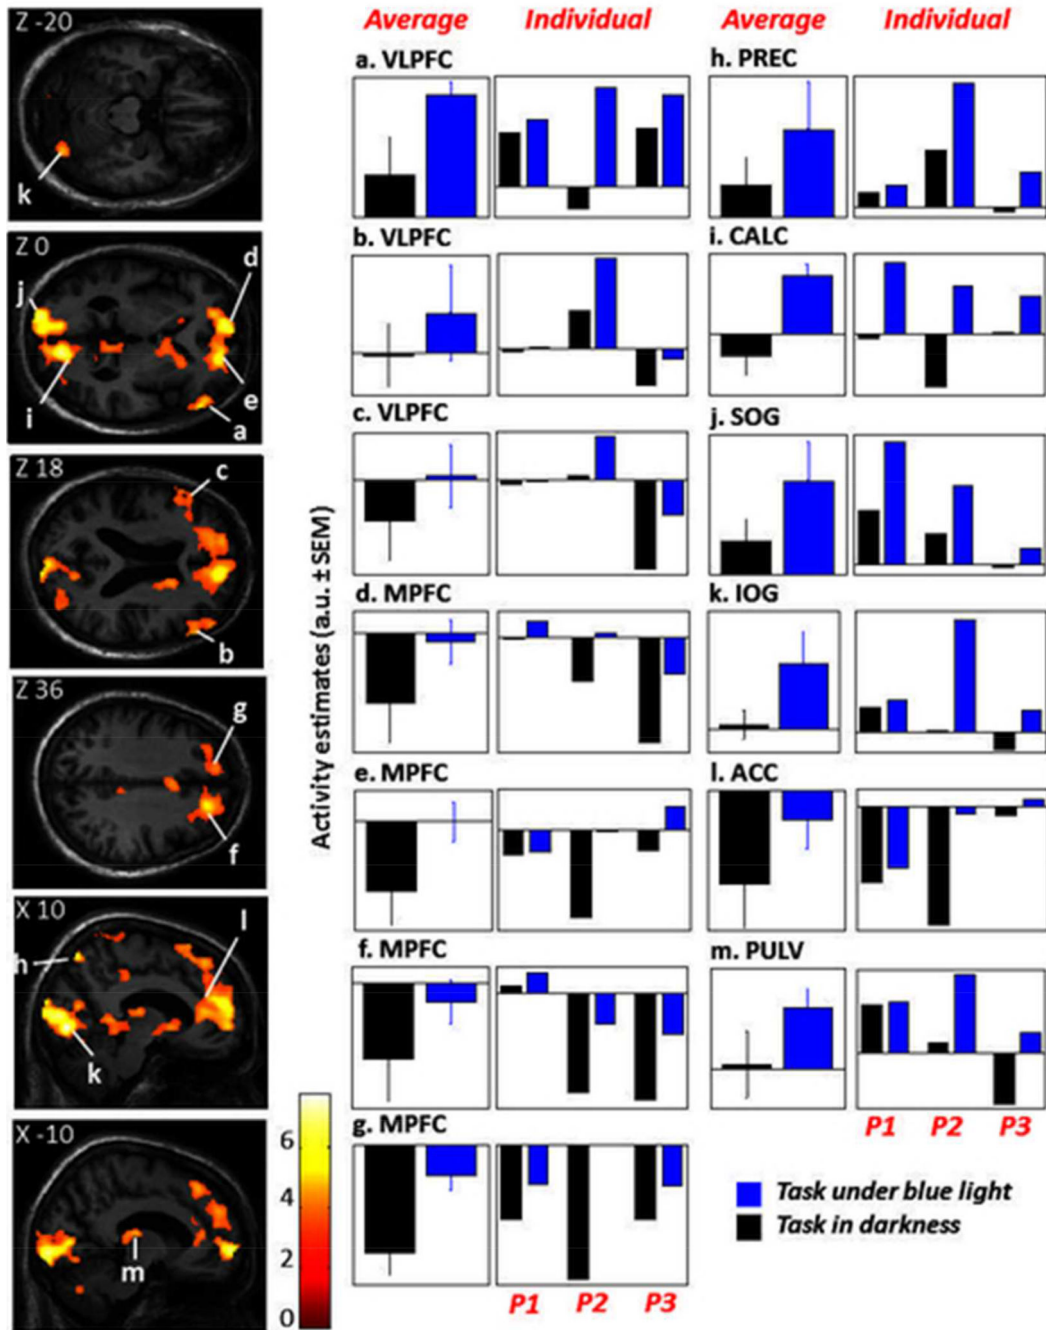 Z -20
k
Z 0
d
j
i
e
a
Z 18
c
b
Z 36
g
f
X 10
l
h
k
X -10
l
m
6
4
2
0
Activity estimates (a.u. ± SEM)
Average Individual Average Individual
a. VLPFC
b. VLPFC
c. VLPFC
d. MPFC
e. MPFC
f. MPFC
g. MPFC
P1 P2 P3
h. PREC
i. CALC
j. SOG
k. IOG
l. ACC
m. PULV
P1 P2 P3
Task under blue light
Task in darkness